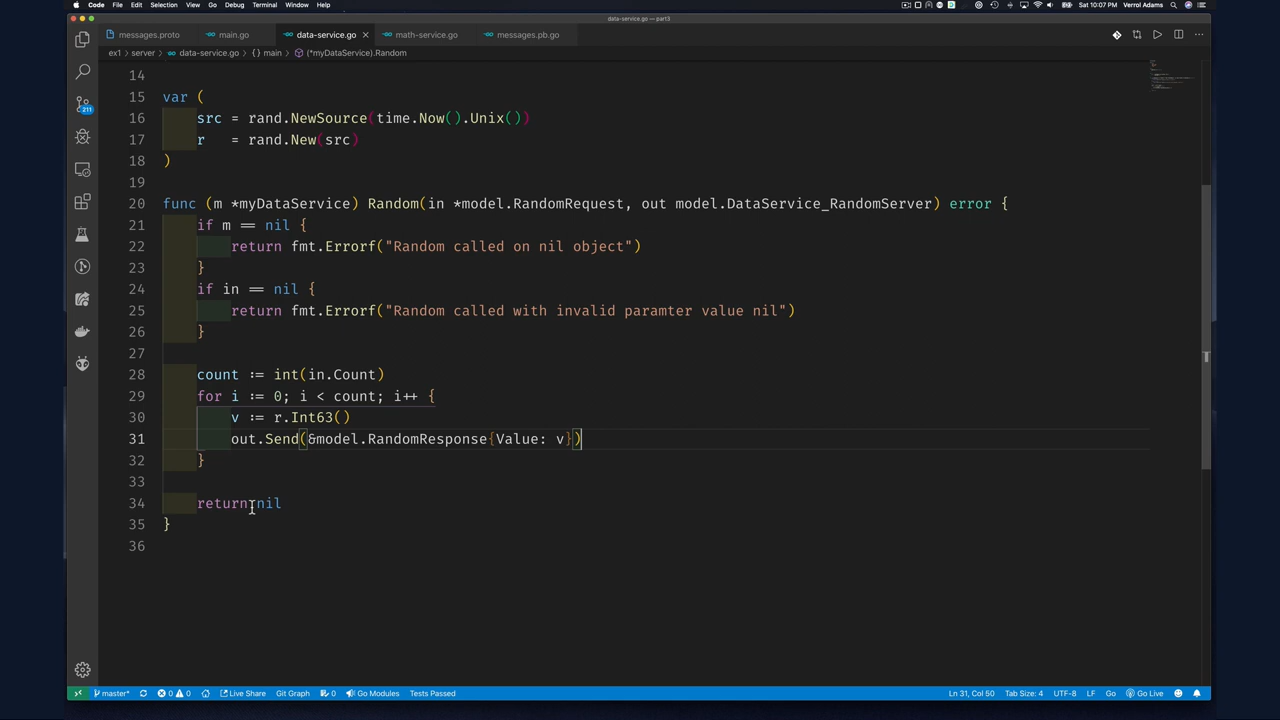 Code File Edit Selection View Go Debug Terminal Window Help Sat 10:07 PM Verrol Adams
data-service.go — part3
messages.proto main.go data-service.go math-service.go messages.pb.go
ex1 › server › data-service.go › {} main › (*myDataService).Random
14
15 var (
16 src = rand.NewSource(time.Now().Unix())
17 r = rand.New(src)
18 )
19
20 func (m *myDataService) Random(in *model.RandomRequest, out model.DataService_RandomServer) error {
21 if m == nil {
22 return fmt.Errorf("Random called on nil object")
23 }
24 if in == nil {
25 return fmt.Errorf("Random called with invalid paramter value nil")
26 }
27
28 count := int(in.Count)
29 for i := 0; i < count; i++ {
30 v := r.Int63()
31 out.Send(&model.RandomResponse{Value: v})
32 }
33
34 return nil
35 }
36
211
master* 0 0 Live Share Git Graph 0 Go Modules Tests Passed Ln 31, Col 50 Tab Size: 4 UTF-8 LF Go Go Live